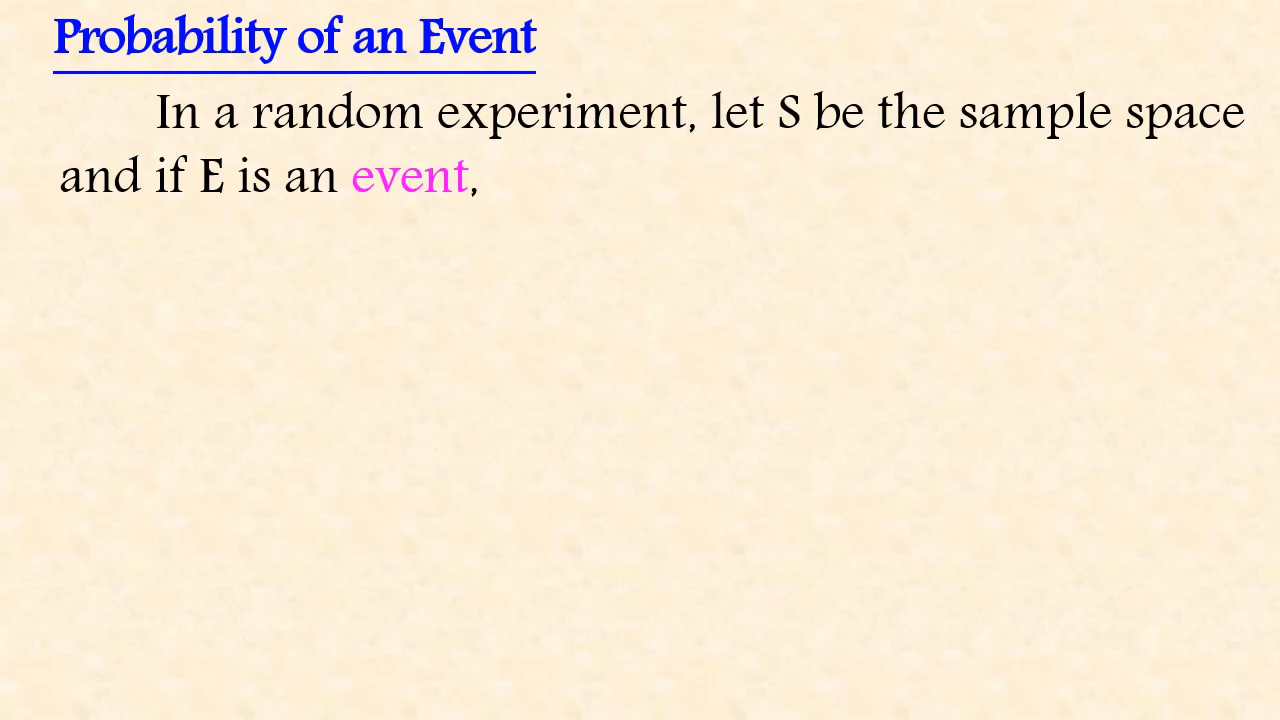 Probability of an Event
In a random experiment, let S be the sample space
and if E is an event,